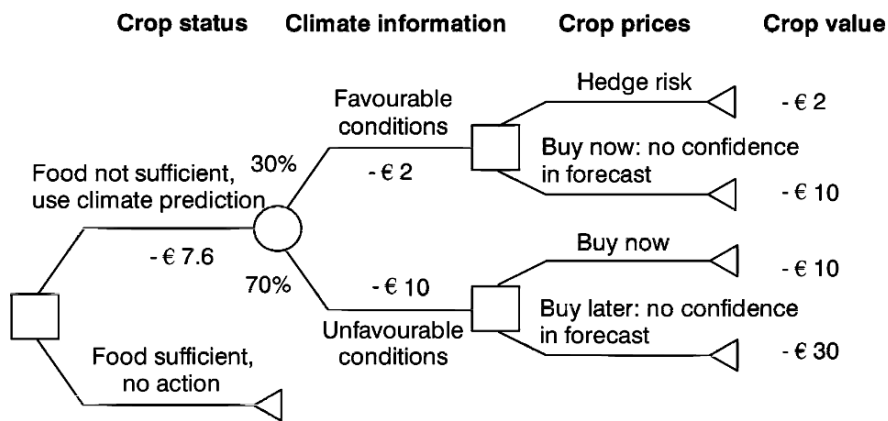 Crop status Climate information Crop prices Crop value
Hedge risk
- € 2
Favourable
conditions
30%
- € 2
Buy now: no confidence
in forecast
- € 10
Food not sufficient,
use climate prediction
- € 7.6
70%
- € 10
Unfavourable
conditions
Buy now
- € 10
Buy later: no confidence
in forecast
- € 30
Food sufficient,
no action